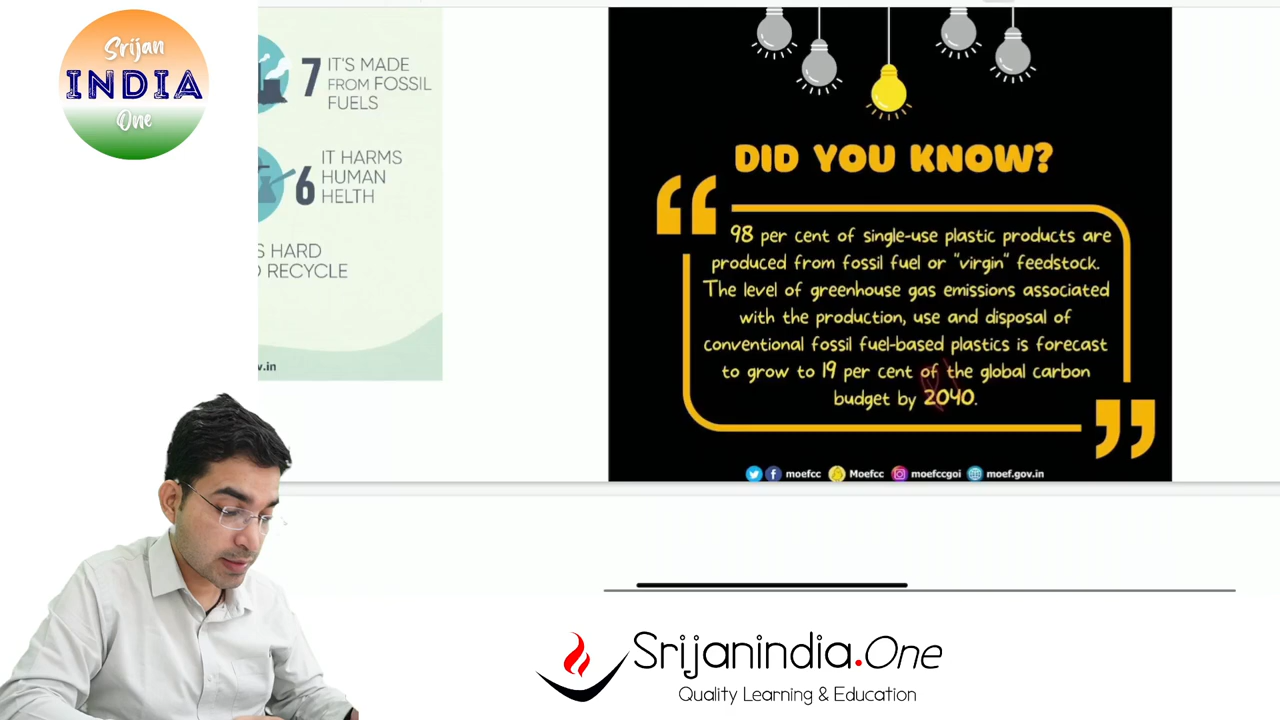 Srijan
INDIA
One
7 IT'S MADE
FROM FOSSIL
FUELS
6 IT HARMS
HUMAN
HELTH
S HARD
RECYCLE
v.in
DID YOU KNOW?
“
98 per cent of single-use plastic products are
produced from fossil fuel or "virgin" feedstock.
The level of greenhouse gas emissions associated
with the production, use and disposal of
conventional fossil fuel-based plastics is forecast
to grow to 19 per cent of the global carbon
budget by 2040.
”
moefcc Moefcc moefccgoi moef.gov.in
Srijanindia.One
Quality Learning & Education